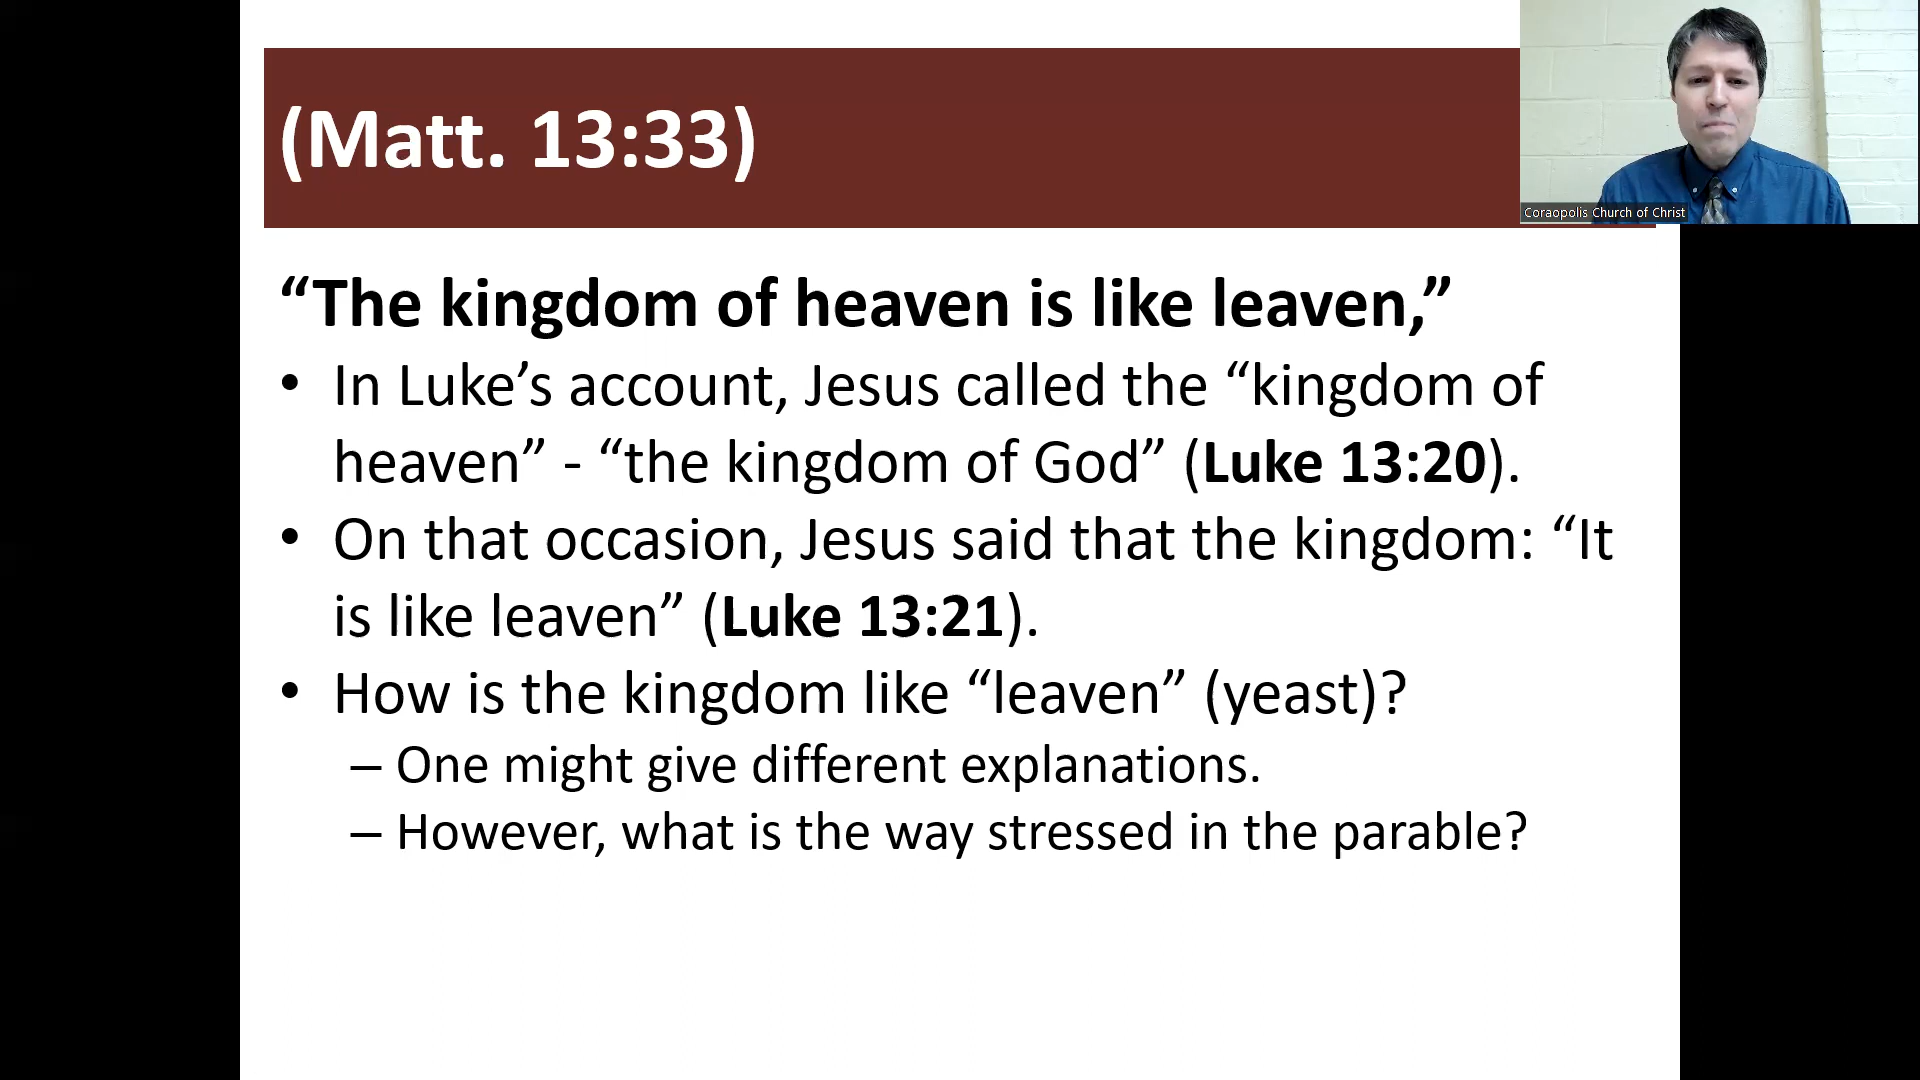 (Matt. 13:33)
Coraopolis Church of Christ
“The kingdom of heaven is like leaven,”
• In Luke’s account, Jesus called the “kingdom of
heaven” - “the kingdom of God” (Luke 13:20).
• On that occasion, Jesus said that the kingdom: “It
is like leaven” (Luke 13:21).
• How is the kingdom like “leaven” (yeast)?
– One might give different explanations.
– However, what is the way stressed in the parable?